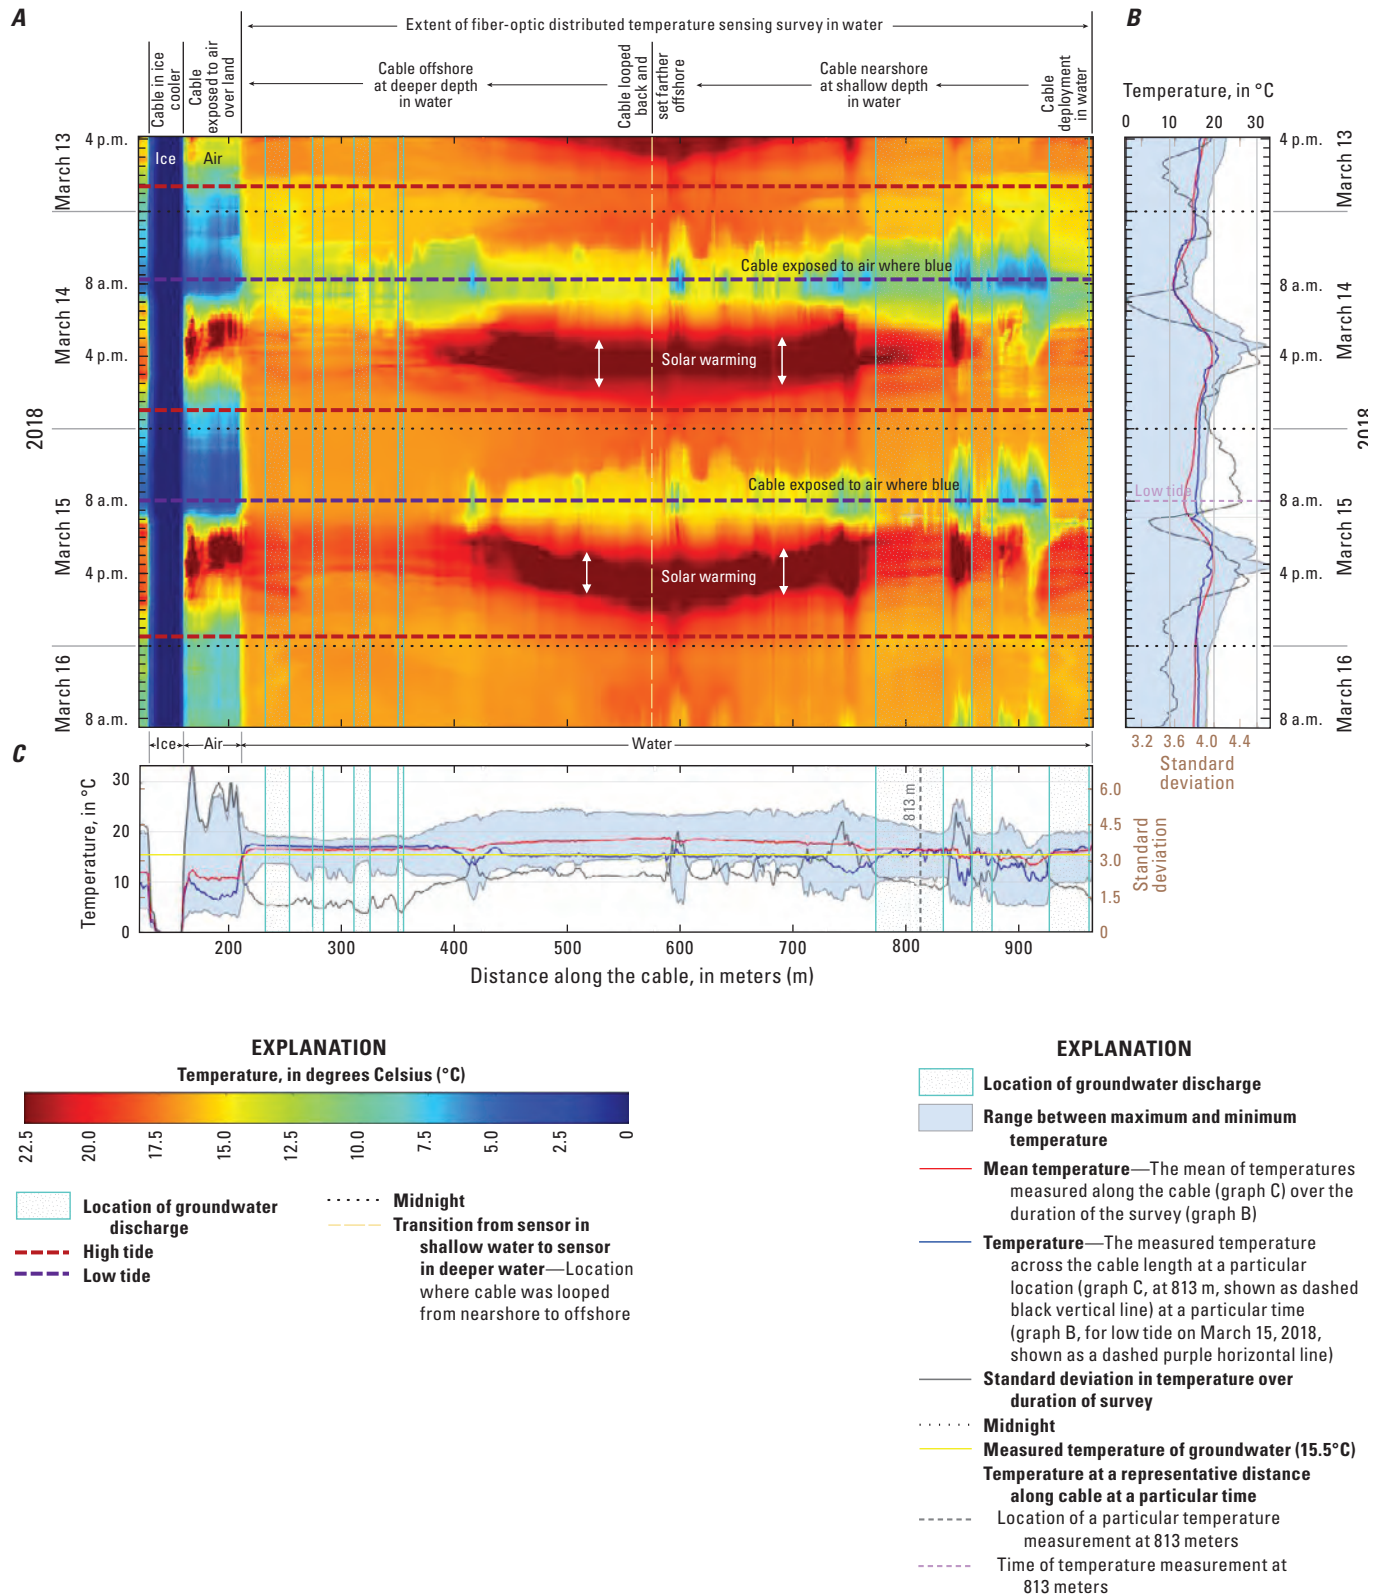 A
B
Extent of fiber-optic distributed temperature sensing survey in water
Cable in ice cooler
Cable exposed to air over land
Cable offshore at deeper depth in water
Cable looped back and set farther offshore
Cable nearshore at shallow depth in water
Cable deployment in water
Temperature, in °C
0 10 20 30
4 p.m.
8 a.m.
4 p.m.
8 a.m.
4 p.m.
8 a.m.
March 13
March 14
March 15
March 16
2018
Ice
Air
Cable exposed to air where blue
Solar warming
Cable exposed to air where blue
Solar warming
Low tide
4 p.m.
8 a.m.
4 p.m.
8 a.m.
4 p.m.
8 a.m.
March 13
March 14
March 15
March 16
2018
3.2 3.6 4.0 4.4
Standard deviation
C
Ice
Air
Water
Temperature, in °C
30
20
10
0
813 m
6.0
4.5
3.0
1.5
0
Standard deviation
200 300 400 500 600 700 800 900
Distance along the cable, in meters (m)
EXPLANATION
Temperature, in degrees Celsius (°C)
22.5 20.0 17.5 15.0 12.5 10.0 7.5 5.0 2.5 0
Location of groundwater
discharge
High tide
Low tide
Midnight
Transition from sensor in
shallow water to sensor
in deeper water—Location
where cable was looped
from nearshore to offshore
EXPLANATION
Location of groundwater discharge
Range between maximum and minimum
temperature
Mean temperature—The mean of temperatures
measured along the cable (graph C) over the
duration of the survey (graph B)
Temperature—The measured temperature
across the cable length at a particular
location (graph C, at 813 m, shown as dashed
black vertical line) at a particular time
(graph B, for low tide on March 15, 2018,
shown as a dashed purple horizontal line)
Standard deviation in temperature over
duration of survey
Midnight
Measured temperature of groundwater (15.5°C)
Temperature at a representative distance
along cable at a particular time
Location of a particular temperature
measurement at 813 meters
Time of temperature measurement at
813 meters